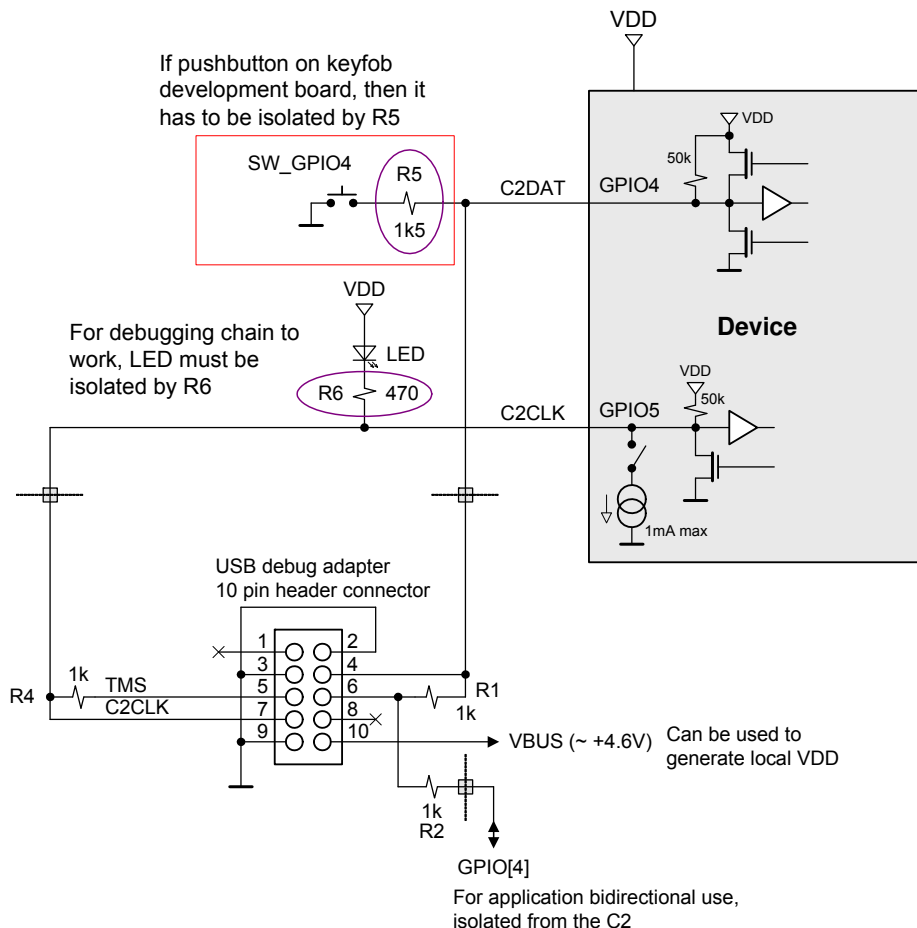 VDD
If pushbutton on keyfob
development board, then it
has to be isolated by R5
SW_GPIO4
R5
1k5
C2DAT
GPIO4
50k
VDD
VDD
For debugging chain to
work, LED must be
isolated by R6
LED
R6 470
Device
C2CLK
GPIO5
VDD
50k
1mA max
USB debug adapter
10 pin header connector
1 2
3 4
5 6
7 8
9 10
R4
1k
TMS
C2CLK
R1
1k
VBUS (~ +4.6V)
Can be used to
generate local VDD
1k
R2
GPIO[4]
For application bidirectional use,
isolated from the C2